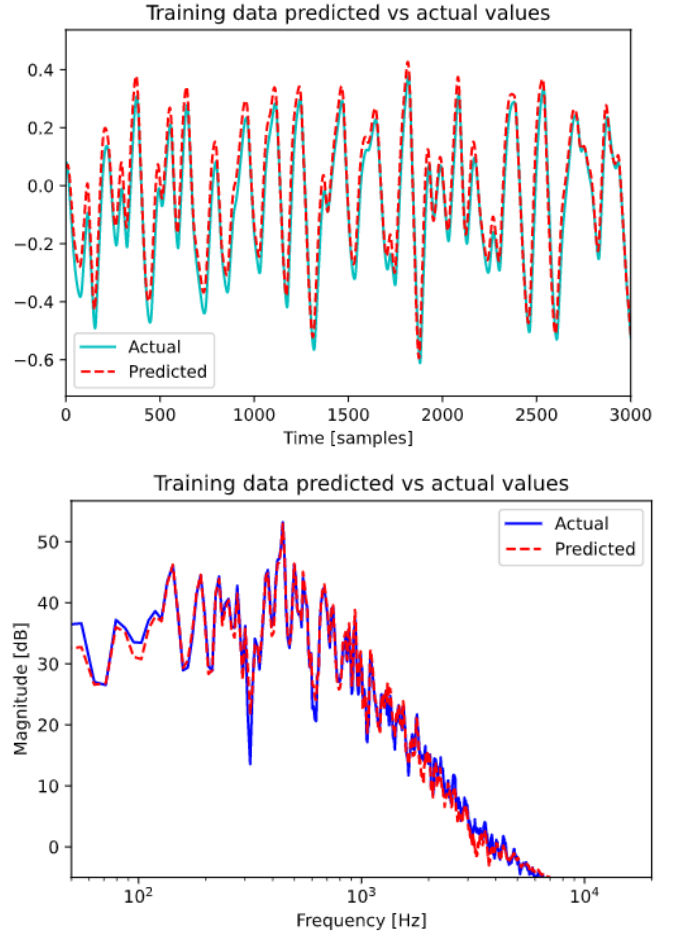 Training data predicted vs actual values
0.4
0.2
0.0
−0.2
−0.4
−0.6
Actual
Predicted
0 500 1000 1500 2000 2500 3000
Time [samples]
Training data predicted vs actual values
Actual
Predicted
50
40
30
20
10
0
Magnitude [dB]
10² 10³ 10⁴
Frequency [Hz]